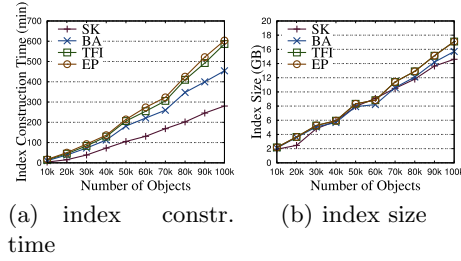 Index Construction Time (min)
700
600
500
400
300
200
100
0
SK
BA
TFI
EP
10k 20k 30k 40k 50k 60k 70k 80k 90k 100k
Number of Objects
Index Size (GB)
20
18
16
14
12
10
8
6
4
2
0
SK
BA
TFI
EP
10k 20k 30k 40k 50k 60k 70k 80k 90k 100k
Number of Objects
(a) index constr.
time
(b) index size